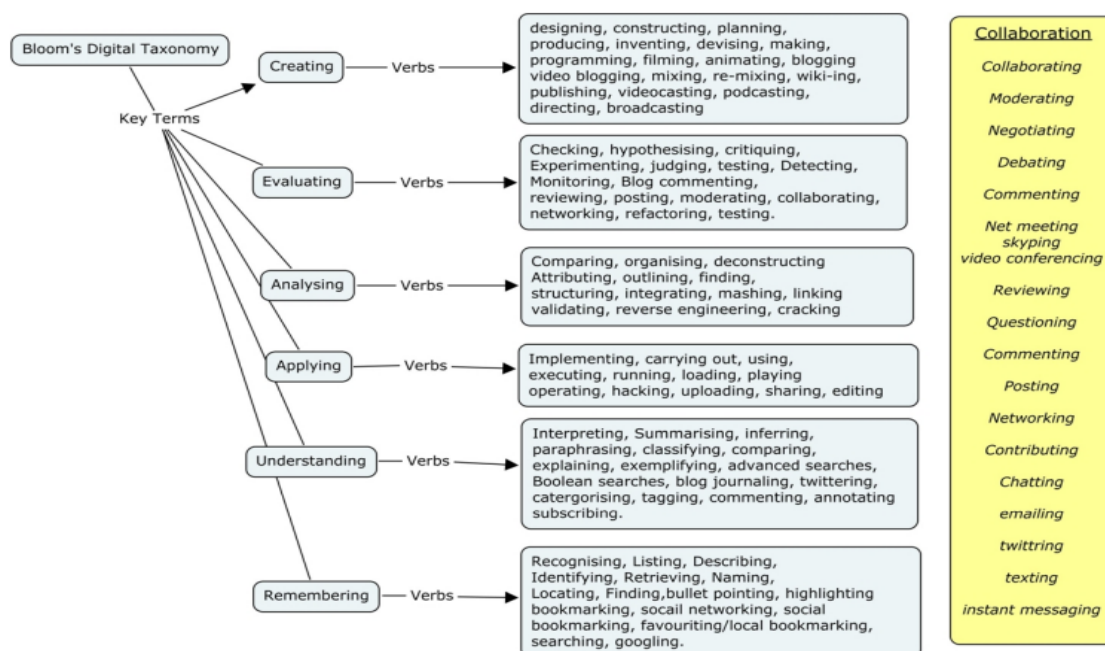 Bloom's Digital Taxonomy
Key Terms
Creating
Verbs
designing, constructing, planning,
producing, inventing, devising, making,
programming, filming, animating, blogging
video blogging, mixing, re-mixing, wiki-ing,
publishing, videocasting, podcasting,
directing, broadcasting
Evaluating
Verbs
Checking, hypothesising, critiquing,
Experimenting, judging, testing, Detecting,
Monitoring, Blog commenting,
reviewing, posting, moderating, collaborating,
networking, refactoring, testing.
Analysing
Verbs
Comparing, organising, deconstructing
Attributing, outlining, finding,
structuring, integrating, mashing, linking
validating, reverse engineering, cracking
Applying
Verbs
Implementing, carrying out, using,
executing, running, loading, playing
operating, hacking, uploading, sharing, editing
Understanding
Verbs
Interpreting, Summarising, inferring,
paraphrasing, classifying, comparing,
explaining, exemplifying, advanced searches,
Boolean searches, blog journaling, twittering,
catergorising, tagging, commenting, annotating
subscribing.
Remembering
Verbs
Recognising, Listing, Describing,
Identifying, Retrieving, Naming,
Locating, Finding,bullet pointing, highlighting
bookmarking, socail networking, social
bookmarking, favouriting/local bookmarking,
searching, googling.
Collaboration
Collaborating
Moderating
Negotiating
Debating
Commenting
Net meeting
skyping
video conferencing
Reviewing
Questioning
Commenting
Posting
Networking
Contributing
Chatting
emailing
twittring
texting
instant messaging